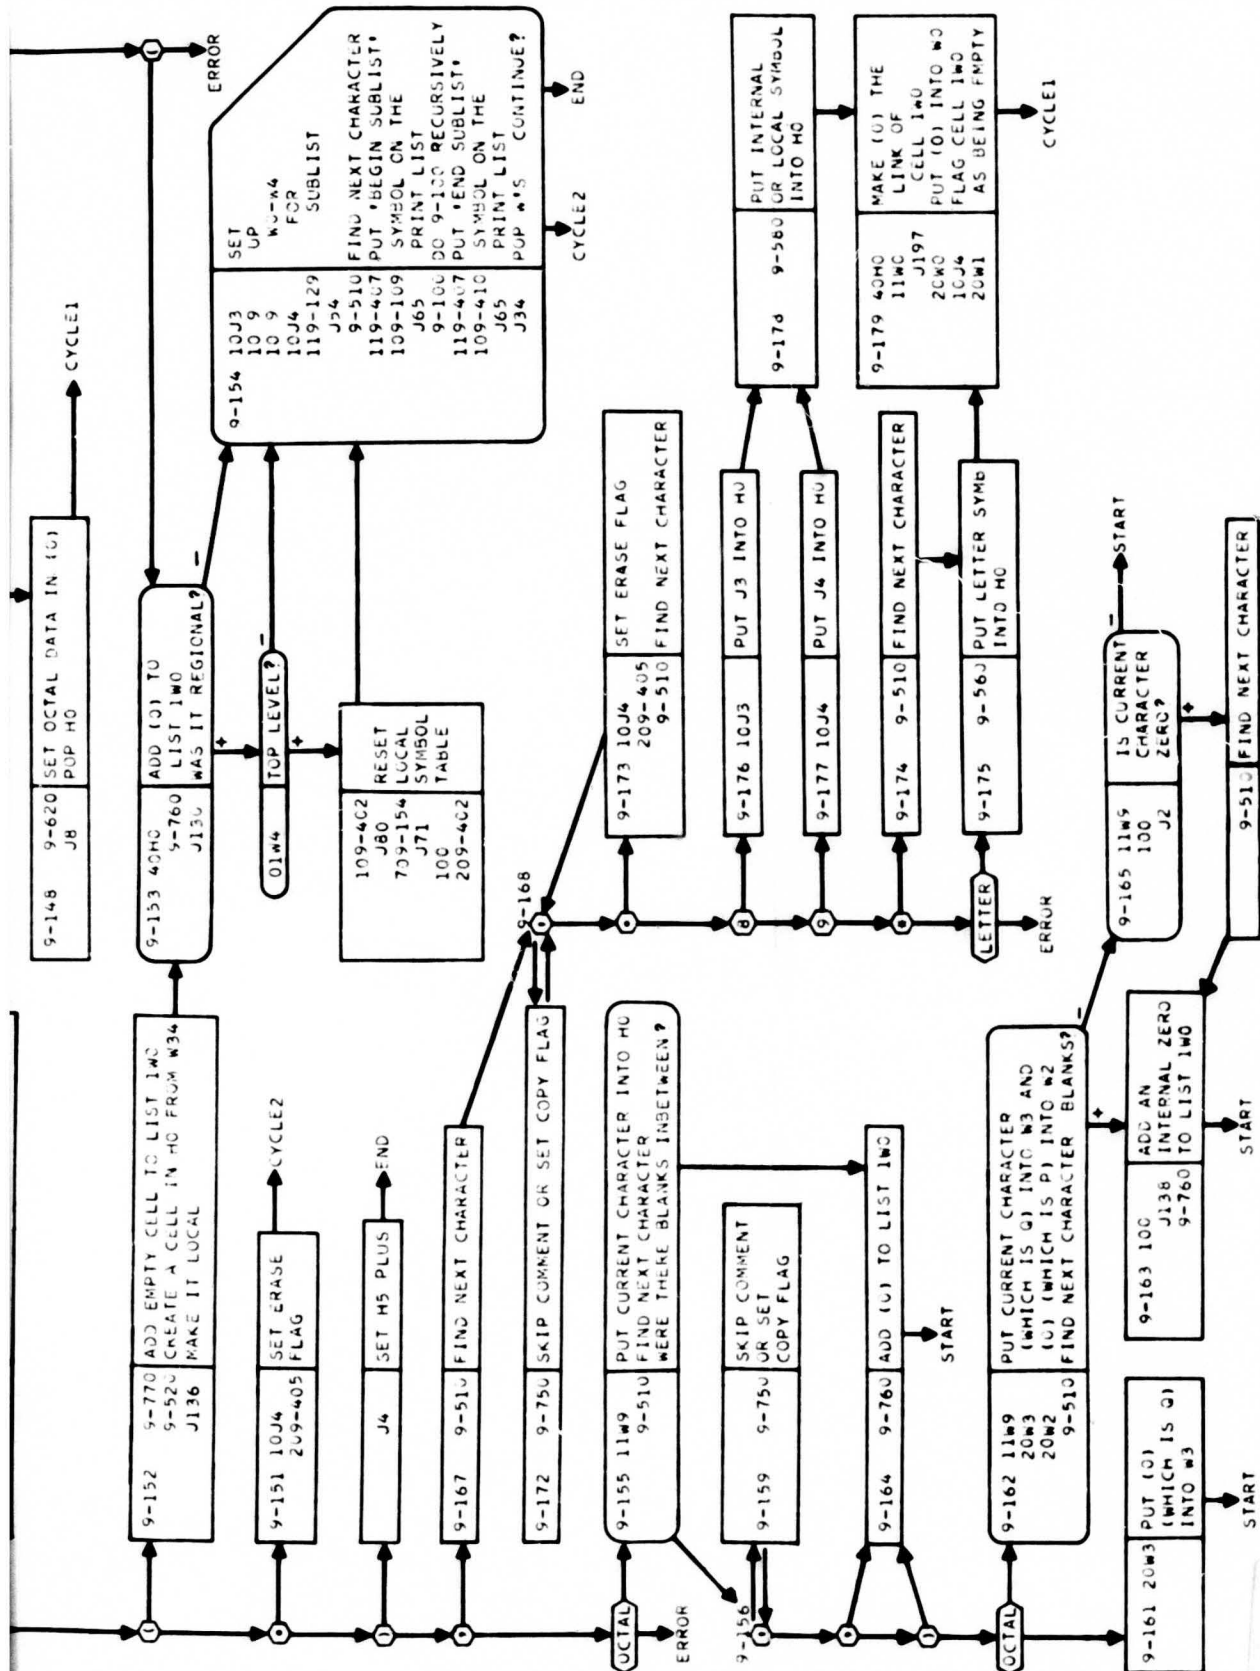 9-148 9-620 SET OCTAL DATA IN (0)
J8 POP H0
CYCLE1
(
ERROR
(
9-152 9-770 ADD EMPTY CELL TO LIST 1W0
9-520 CREATE A CELL IN H0 FROM W34
J136 MAKE IT LOCAL
9-153 40H0 ADD (0) TO
9-760 LIST 1W0
J130 WAS IT REGIONAL?
-
+
01W4 TOP LEVEL?
-
+
109-402 RESET
J80 LOCAL
709-154 SYMBOL
J71 TABLE
100
209-402
9-154 10J3 SET
10 9 UP
10 9 W0-W4
10J4 FOR
119-129 SUBLIST
J54
9-510 FIND NEXT CHARACTER
119-407 PUT 'BEGIN SUBLIST'
109-109 SYMBOL ON THE
J65 PRINT LIST
9-100 DO 9-100 RECURSIVELY
119-407 PUT 'END SUBLIST'
109-410 SYMBOL ON THE
J65 PRINT LIST
J34 POP W'S CONTINUE?
CYCLE2
END
9-151 10J4 SET ERASE
209-405 FLAG
CYCLE2
)
J4 SET H5 PLUS
END
9-167 9-510 FIND NEXT CHARACTER
9-172 9-750 SKIP COMMENT OR SET COPY FLAG
9-168
9-173 10J4 SET ERASE FLAG
209-405
9-510 FIND NEXT CHARACTER
8
9-176 10J3 PUT J3 INTO H0
9
9-177 10J4 PUT J4 INTO H0
9-174 9-510 FIND NEXT CHARACTER
LETTER
9-175 9-560 PUT LETTER SYMB
INTO H0
ERROR
9-178 9-580 PUT INTERNAL
OR LOCAL SYMBOL
INTO H0
9-179 40H0 MAKE (0) THE
11W0 LINK OF
J197 CELL 1W0
20W0 PUT (0) INTO W0
10J4 FLAG CELL 1W0
20W1 AS BEING EMPTY
CYCLE1
OCTAL
9-155 11W9 PUT CURRENT CHARACTER INTO H0
9-510 FIND NEXT CHARACTER
WERE THERE BLANKS INBETWEEN?
ERROR
9-156
9-159 9-750 SKIP COMMENT
OR SET
COPY FLAG
)
9-164 9-760 ADD (0) TO LIST 1W0
START
OCTAL
9-162 11W9 PUT CURRENT CHARACTER
20W3 (WHICH IS Q) INTO W3 AND
20W2 (0) (WHICH IS P) INTO W2
9-510 FIND NEXT CHARACTER BLANKS?
-
+
9-165 11W9 IS CURRENT
100 CHARACTER
J2 ZERO?
-
START
+
9-510 FIND NEXT CHARACTER
9-161 20W3 PUT (0)
(WHICH IS Q)
INTO W3
START
9-163 100 ADD AN
J138 INTERNAL ZERO
9-760 TO LIST 1W0
START